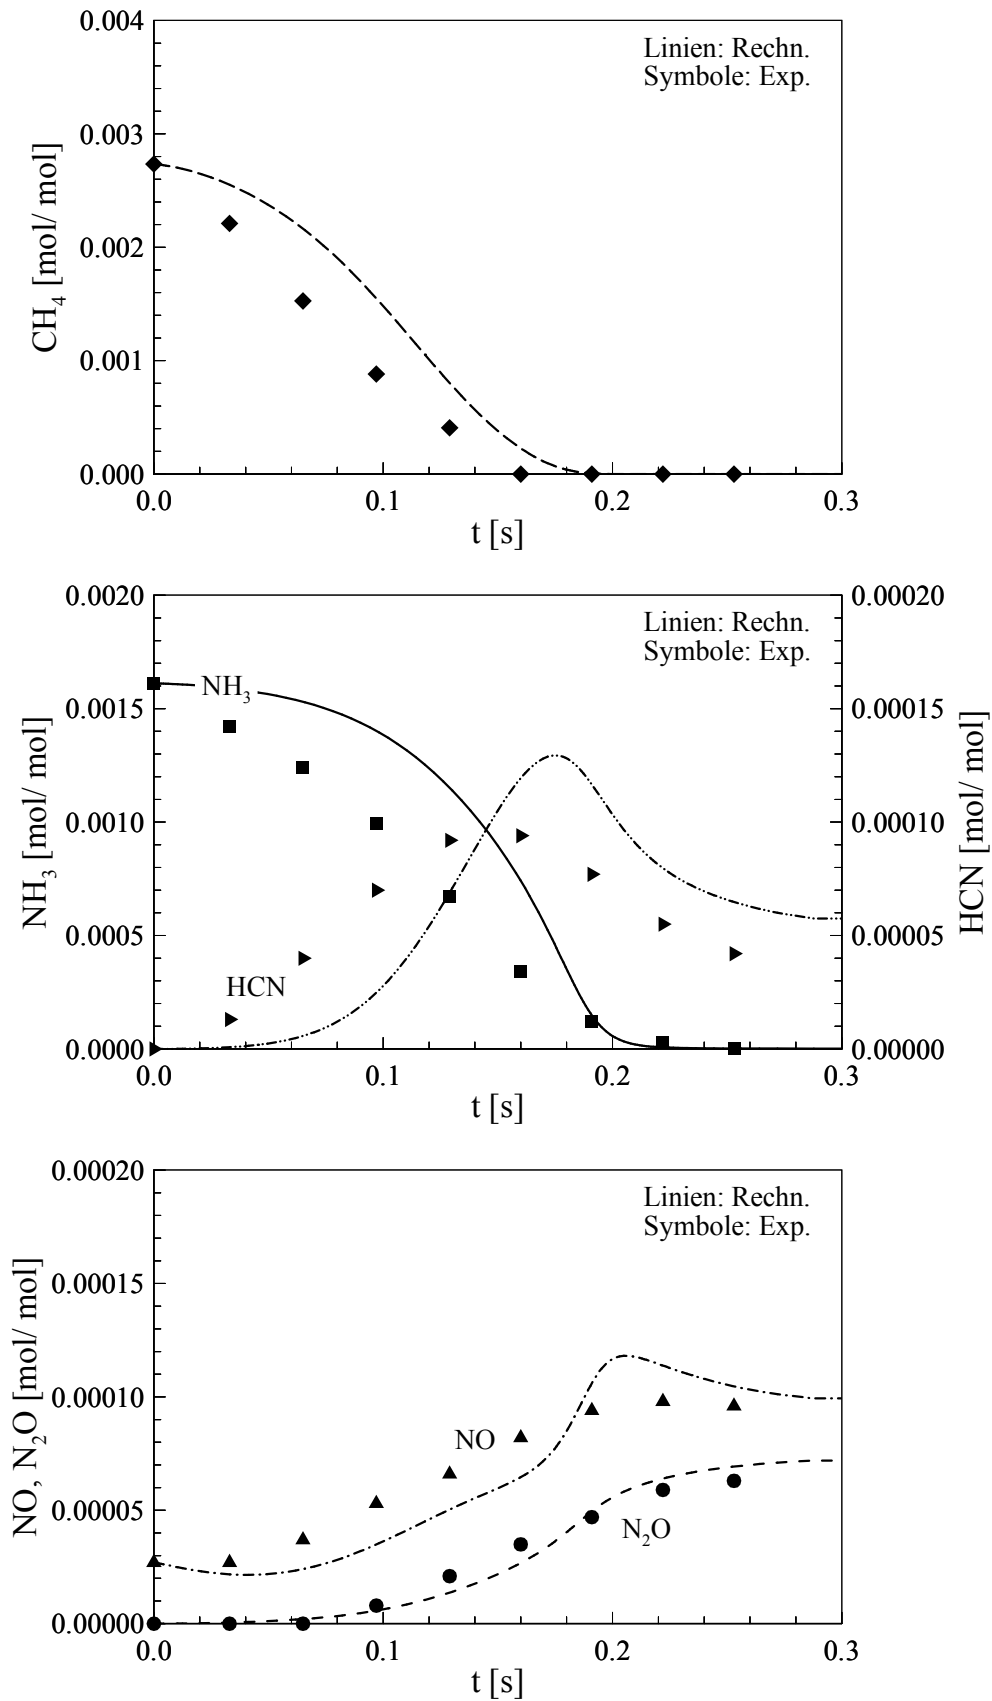 0.004
Linien: Rechn.
Symbole: Exp.
0.003
CH₄ [mol/ mol]
0.002
0.001
0.000
0.0 0.1 0.2 0.3
t [s]
0.0020 0.00020
Linien: Rechn.
Symbole: Exp.
NH₃
0.0015 0.00015
NH₃ [mol/ mol]
HCN [mol/ mol]
0.0010 0.00010
0.0005 0.00005
HCN
0.0000 0.00000
0.0 0.1 0.2 0.3
t [s]
0.00020
Linien: Rechn.
Symbole: Exp.
0.00015
NO, N₂O [mol/ mol]
0.00010
NO
0.00005
N₂O
0.00000
0.0 0.1 0.2 0.3
t [s]